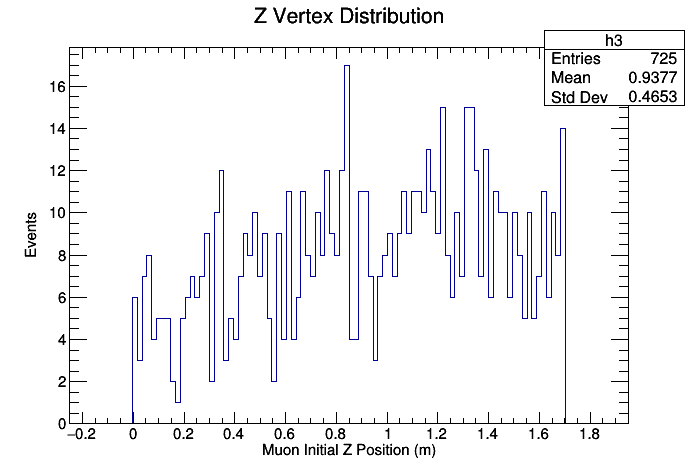 Z Vertex Distribution
h3
Entries 725
Mean 0.9377
Std Dev 0.4653
16
14
12
10
8
6
4
2
0
Events
−0.2 0 0.2 0.4 0.6 0.8 1 1.2 1.4 1.6 1.8
Muon Initial Z Position (m)